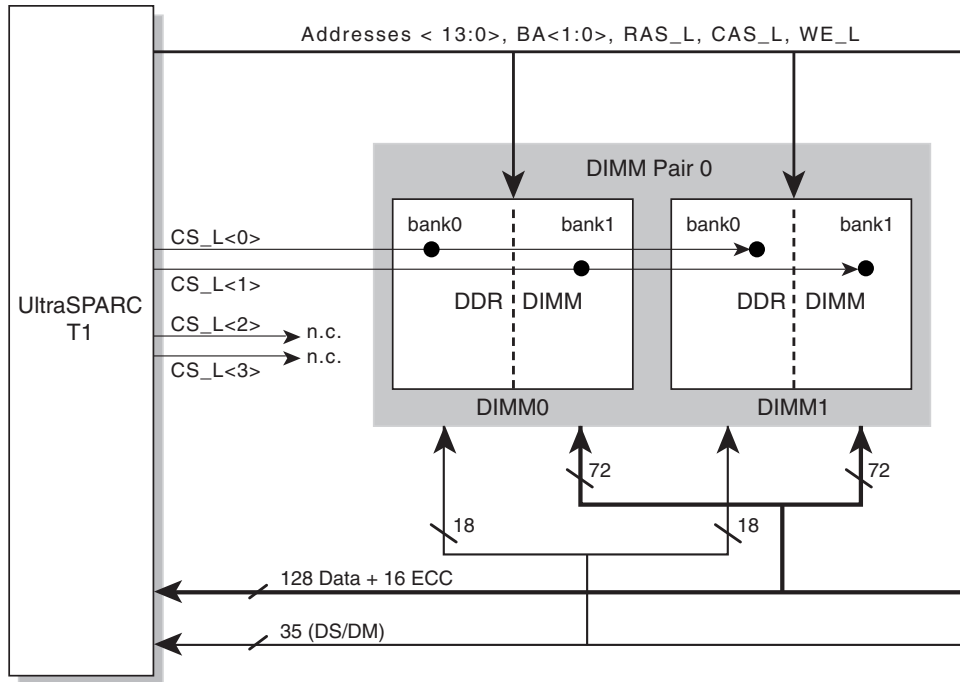 Addresses < 13:0>, BA<1:0>, RAS_L, CAS_L, WE_L
DIMM Pair 0
bank0
bank1
bank0
bank1
CS_L<0>
CS_L<1>
DDR DIMM
DDR DIMM
UltraSPARC
T1
CS_L<2>
n.c.
n.c.
CS_L<3>
DIMM0
DIMM1
72
72
18
18
128 Data + 16 ECC
35 (DS/DM)